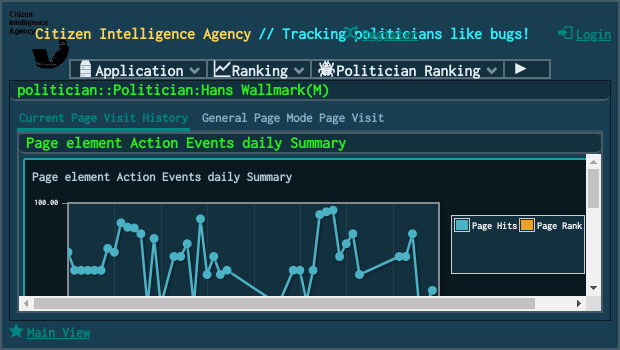 Citizen
Intelligence
Agency
Citizen Intelligence Agency // Tracking politicians like bugs!
Register
Login
Application
Ranking
Politician Ranking
politician::Politician:Hans Wallmark(M)
Current Page Visit History
General Page Mode Page Visit
Page element Action Events daily Summary
Page element Action Events daily Summary
100.00
Page Hits
Page Rank
Main View